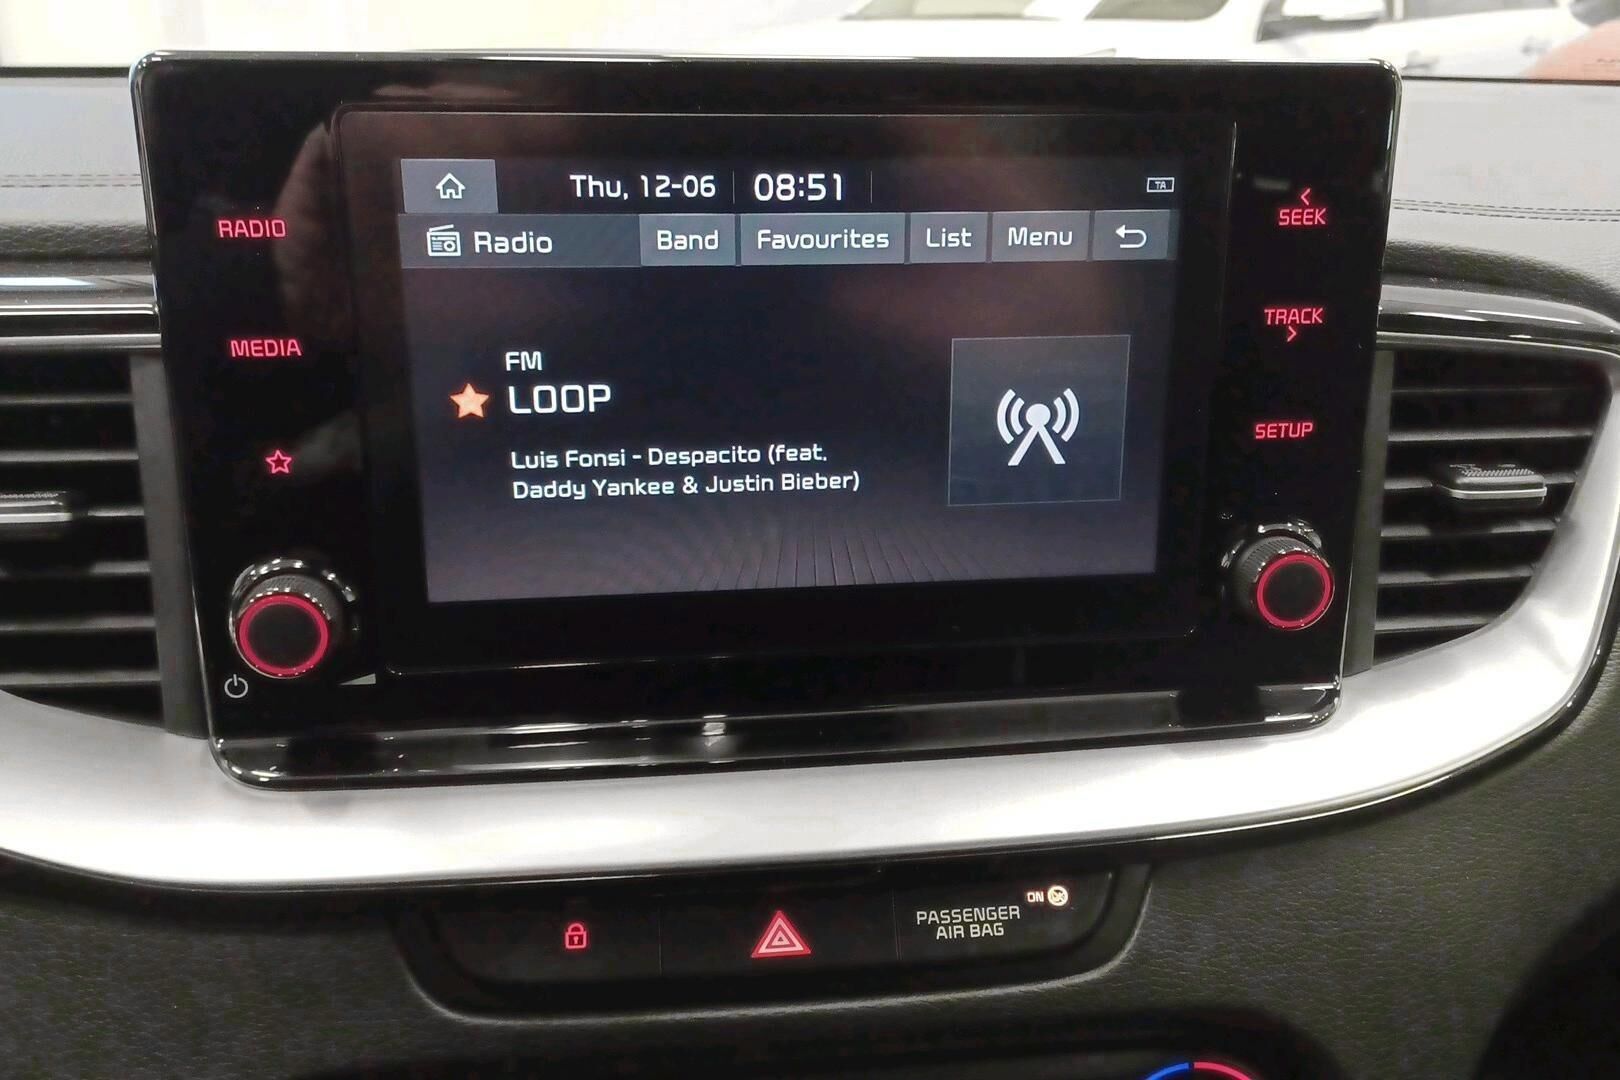 Thu, 12-06 08:51 TA
Radio Band Favourites List Menu
RADIO
MEDIA
FM
LOOP
Luis Fonsi - Despacito (feat.
Daddy Yankee & Justin Bieber)
SEEK
TRACK
SETUP
PASSENGER
AIR BAG
ON